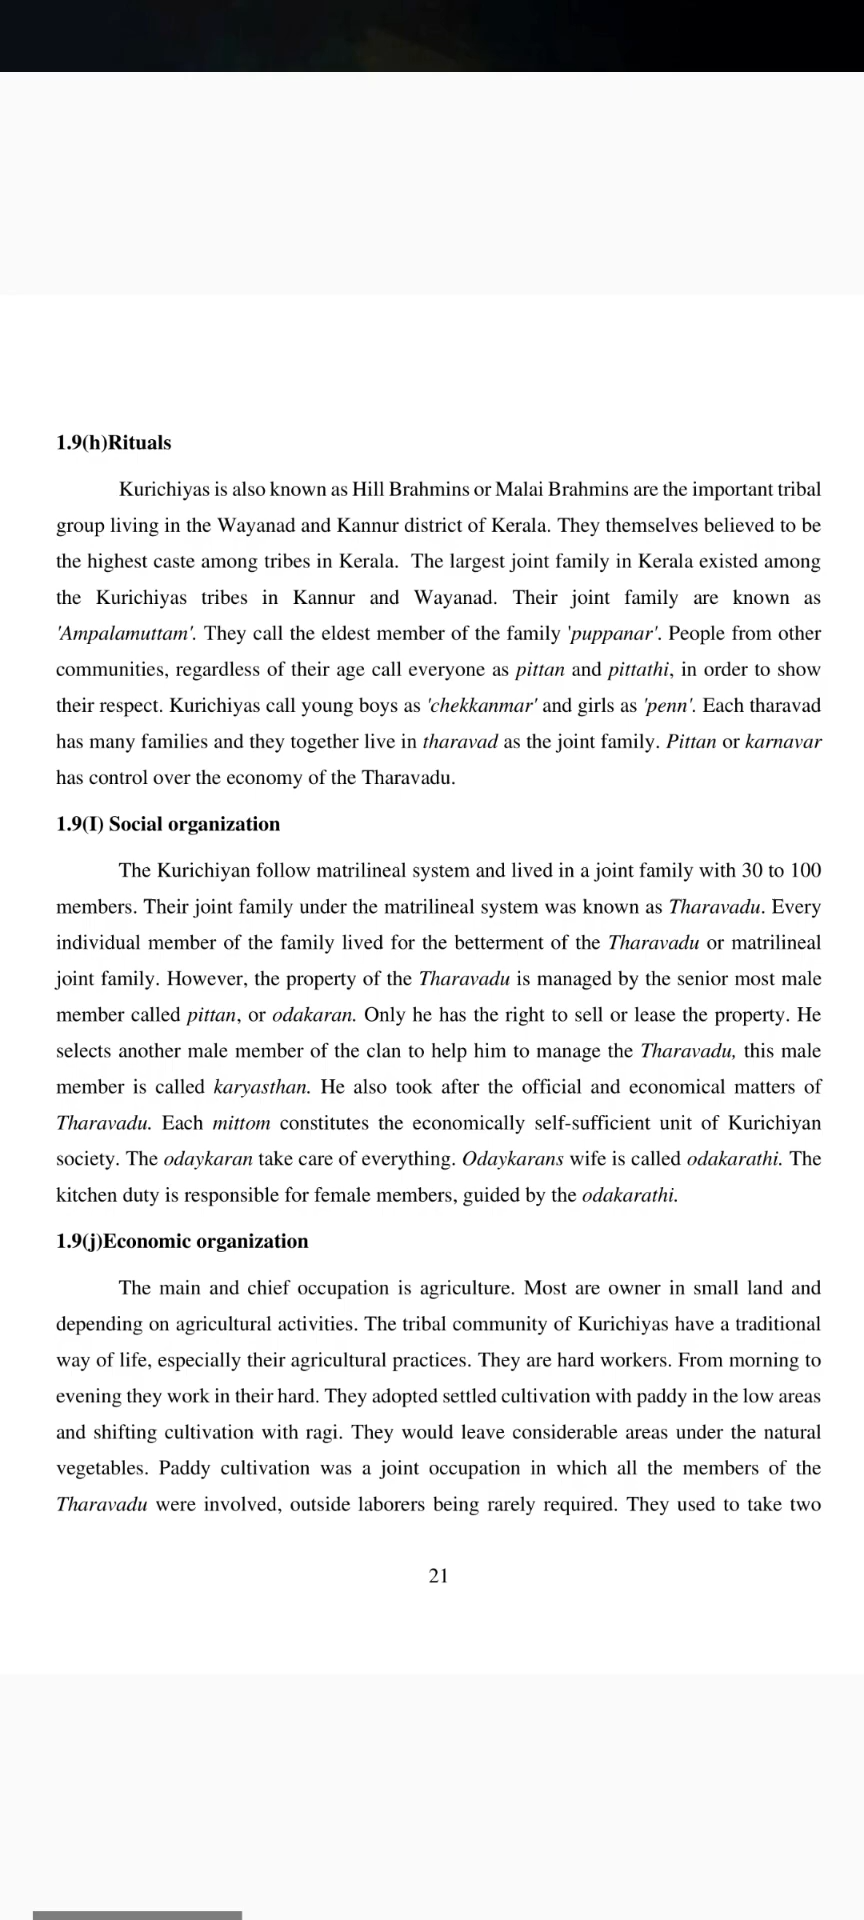 1.9(h)Rituals
Kurichiyas is also known as Hill Brahmins or Malai Brahmins are the important tribal
group living in the Wayanad and Kannur district of Kerala. They themselves believed to be
the highest caste among tribes in Kerala. The largest joint family in Kerala existed among
the Kurichiyas tribes in Kannur and Wayanad. Their joint family are known as
'Ampalamuttam'. They call the eldest member of the family 'puppanar'. People from other
communities, regardless of their age call everyone as pittan and pittathi, in order to show
their respect. Kurichiyas call young boys as 'chekkanmar' and girls as 'penn'. Each tharavad
has many families and they together live in tharavad as the joint family. Pittan or karnavar
has control over the economy of the Tharavadu.
1.9(I) Social organization
The Kurichiyan follow matrilineal system and lived in a joint family with 30 to 100
members. Their joint family under the matrilineal system was known as Tharavadu. Every
individual member of the family lived for the betterment of the Tharavadu or matrilineal
joint family. However, the property of the Tharavadu is managed by the senior most male
member called pittan, or odakaran. Only he has the right to sell or lease the property. He
selects another male member of the clan to help him to manage the Tharavadu, this male
member is called karyasthan. He also took after the official and economical matters of
Tharavadu. Each mittom constitutes the economically self-sufficient unit of Kurichiyan
society. The odaykaran take care of everything. Odaykarans wife is called odakarathi. The
kitchen duty is responsible for female members, guided by the odakarathi.
1.9(j)Economic organization
The main and chief occupation is agriculture. Most are owner in small land and
depending on agricultural activities. The tribal community of Kurichiyas have a traditional
way of life, especially their agricultural practices. They are hard workers. From morning to
evening they work in their hard. They adopted settled cultivation with paddy in the low areas
and shifting cultivation with ragi. They would leave considerable areas under the natural
vegetables. Paddy cultivation was a joint occupation in which all the members of the
Tharavadu were involved, outside laborers being rarely required. They used to take two
21